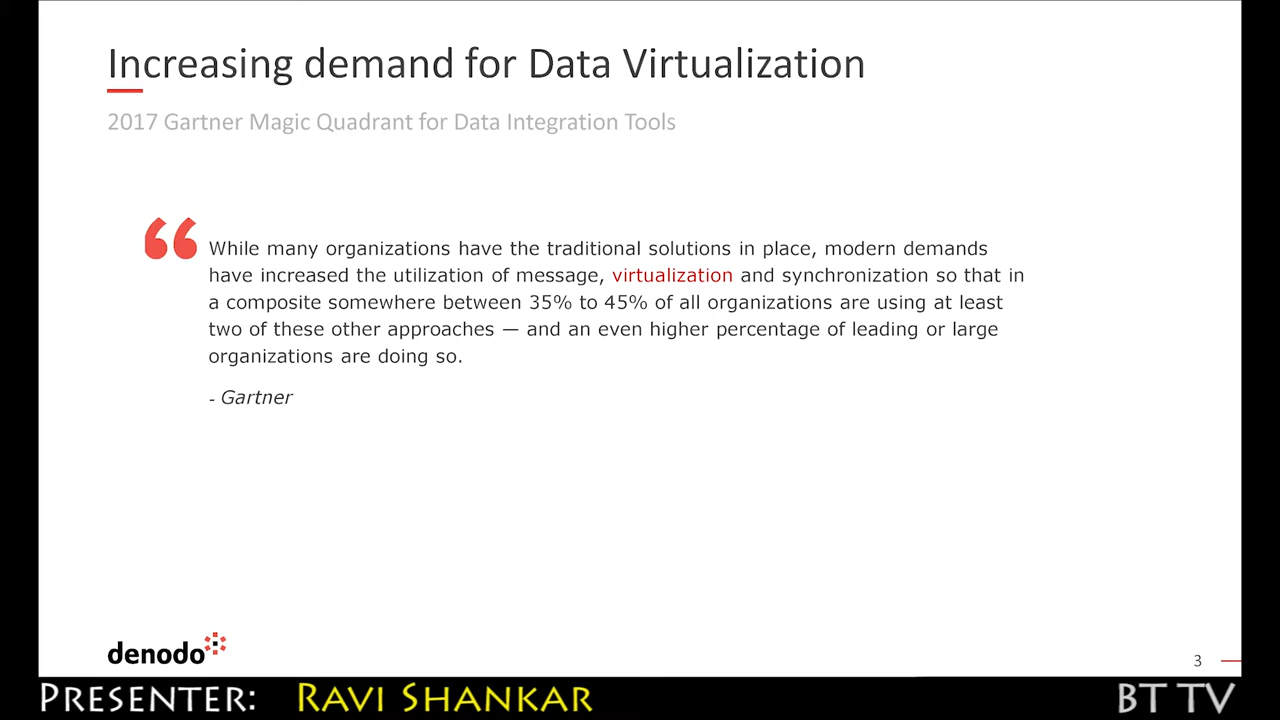 Increasing demand for Data Virtualization
2017 Gartner Magic Quadrant for Data Integration Tools
“
While many organizations have the traditional solutions in place, modern demands
have increased the utilization of message, virtualization and synchronization so that in
a composite somewhere between 35% to 45% of all organizations are using at least
two of these other approaches — and an even higher percentage of leading or large
organizations are doing so.
- Gartner
denodo
3
PRESENTER: RAVI SHANKAR
BT TV